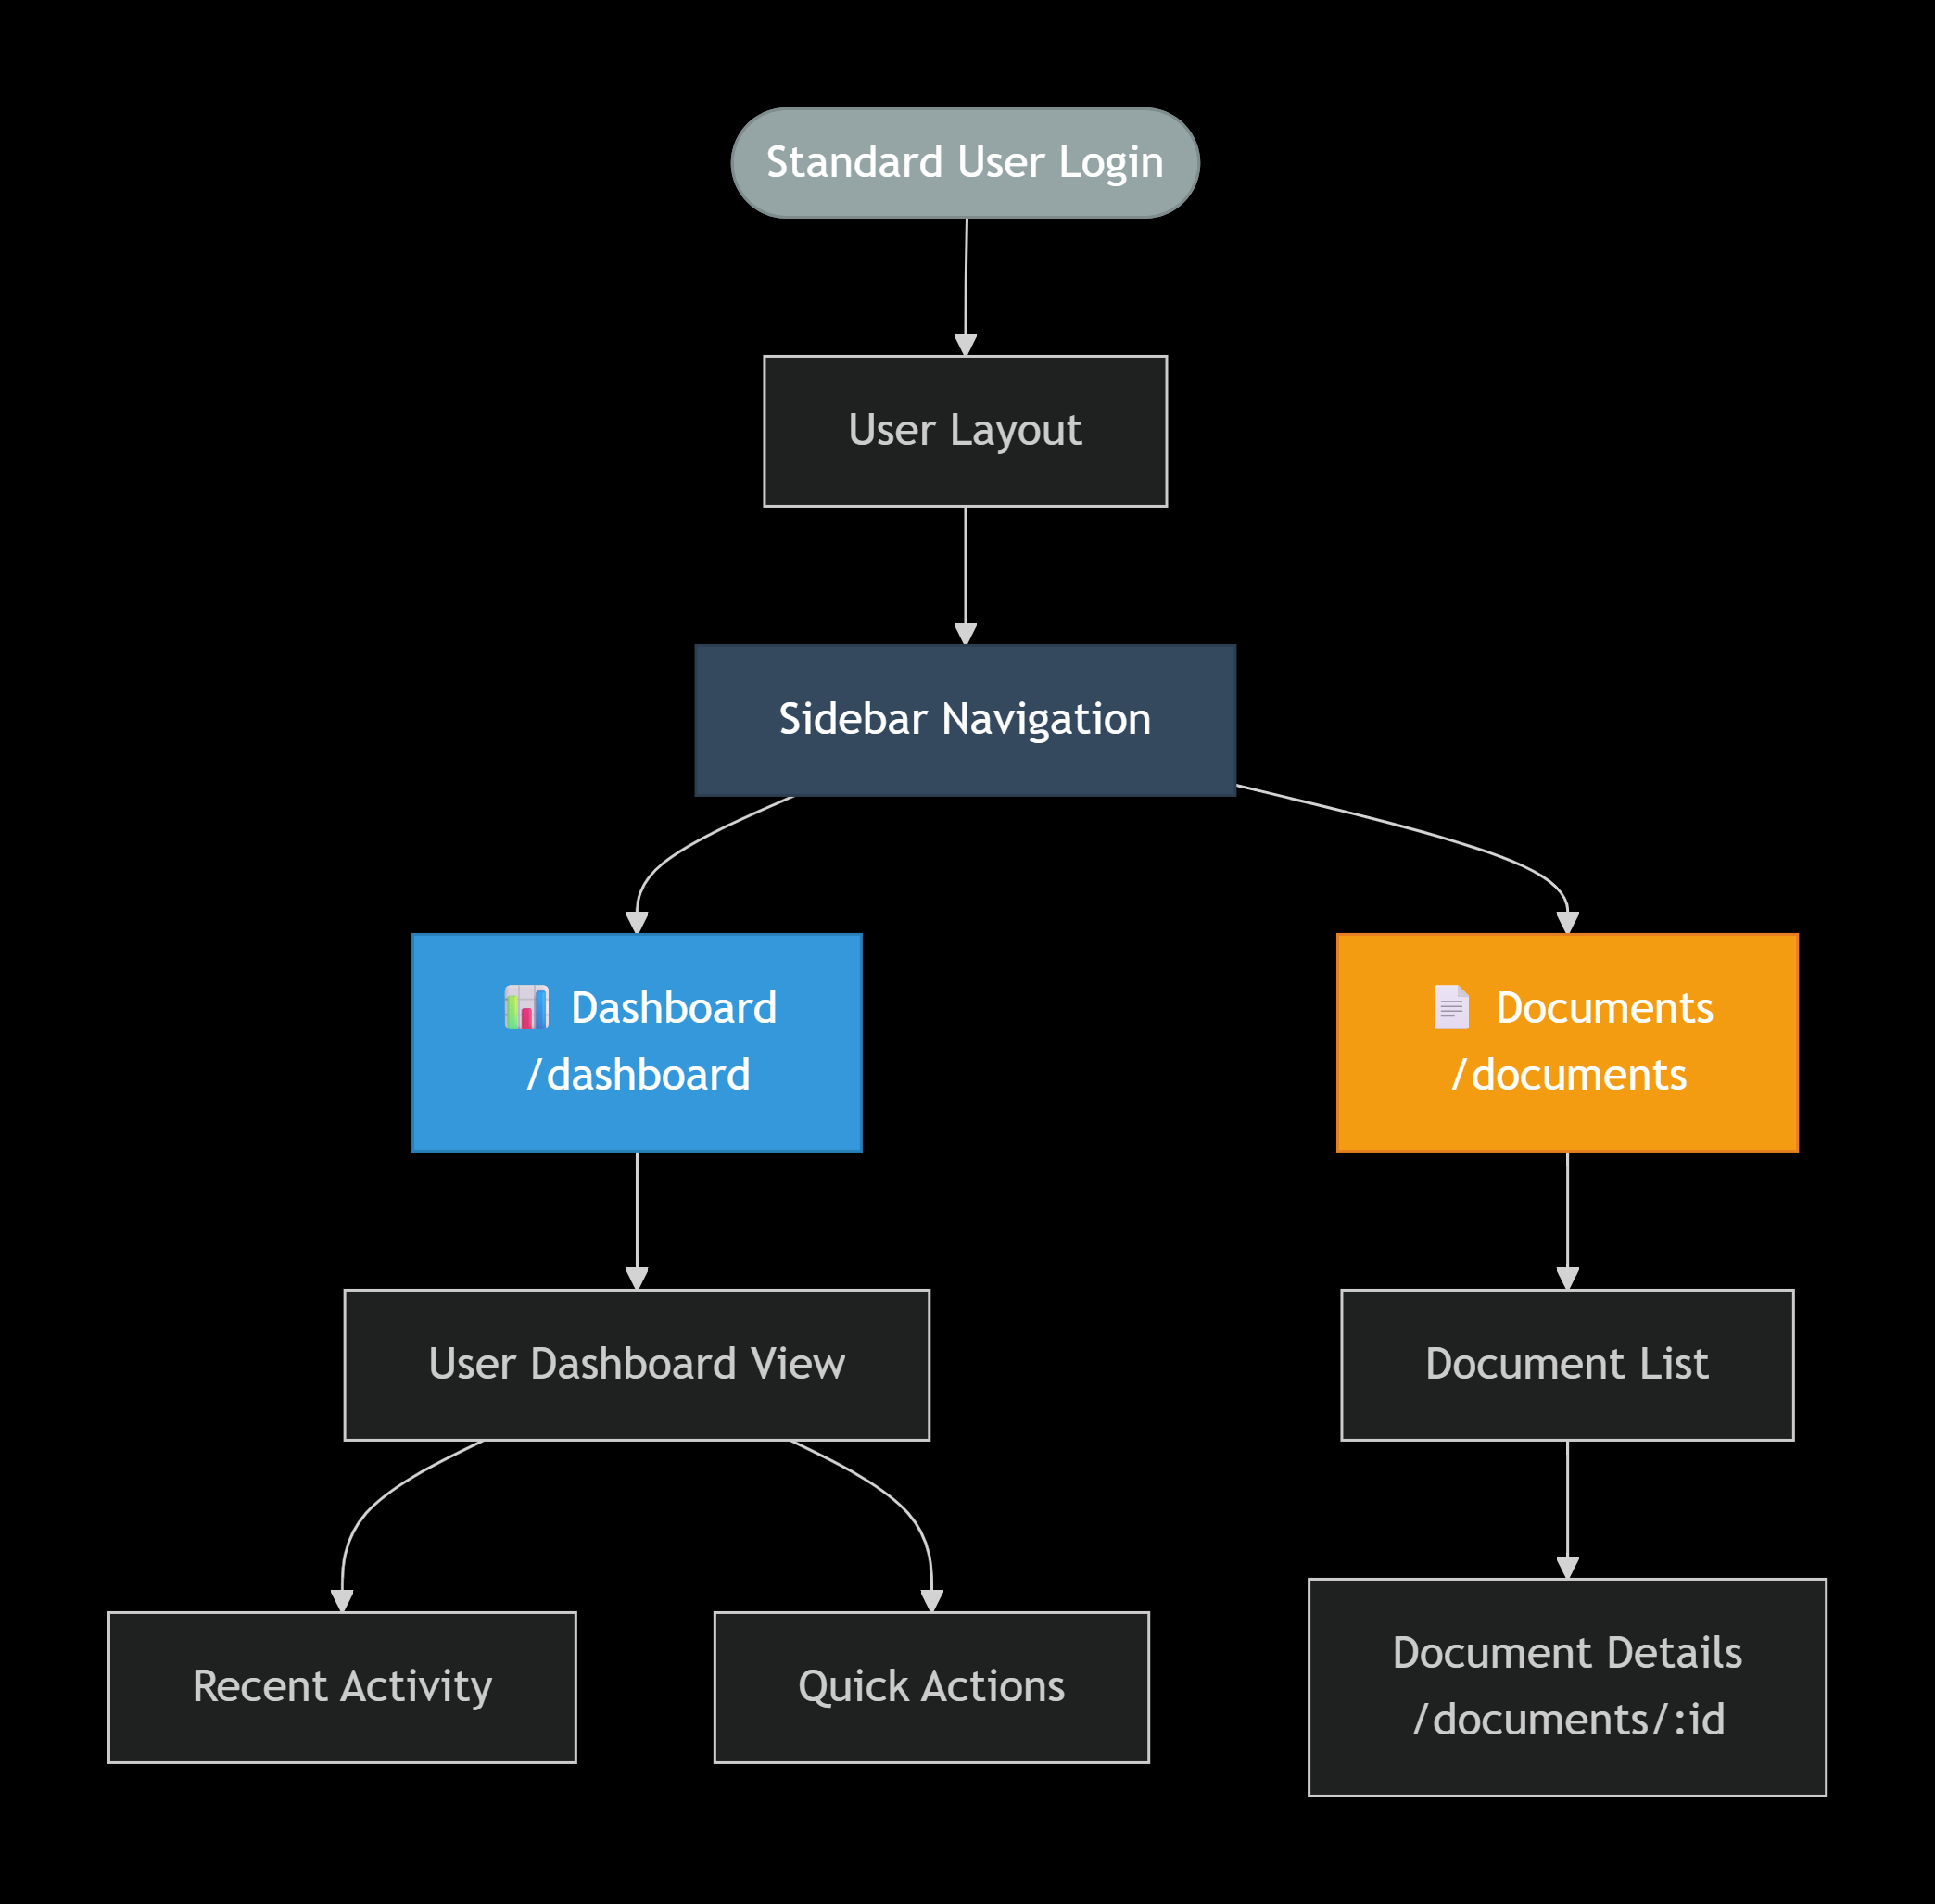 Standard User Login
User Layout
Sidebar Navigation
📊 Dashboard
/dashboard
📄 Documents
/documents
User Dashboard View
Document List
Recent Activity
Quick Actions
Document Details
/documents/:id